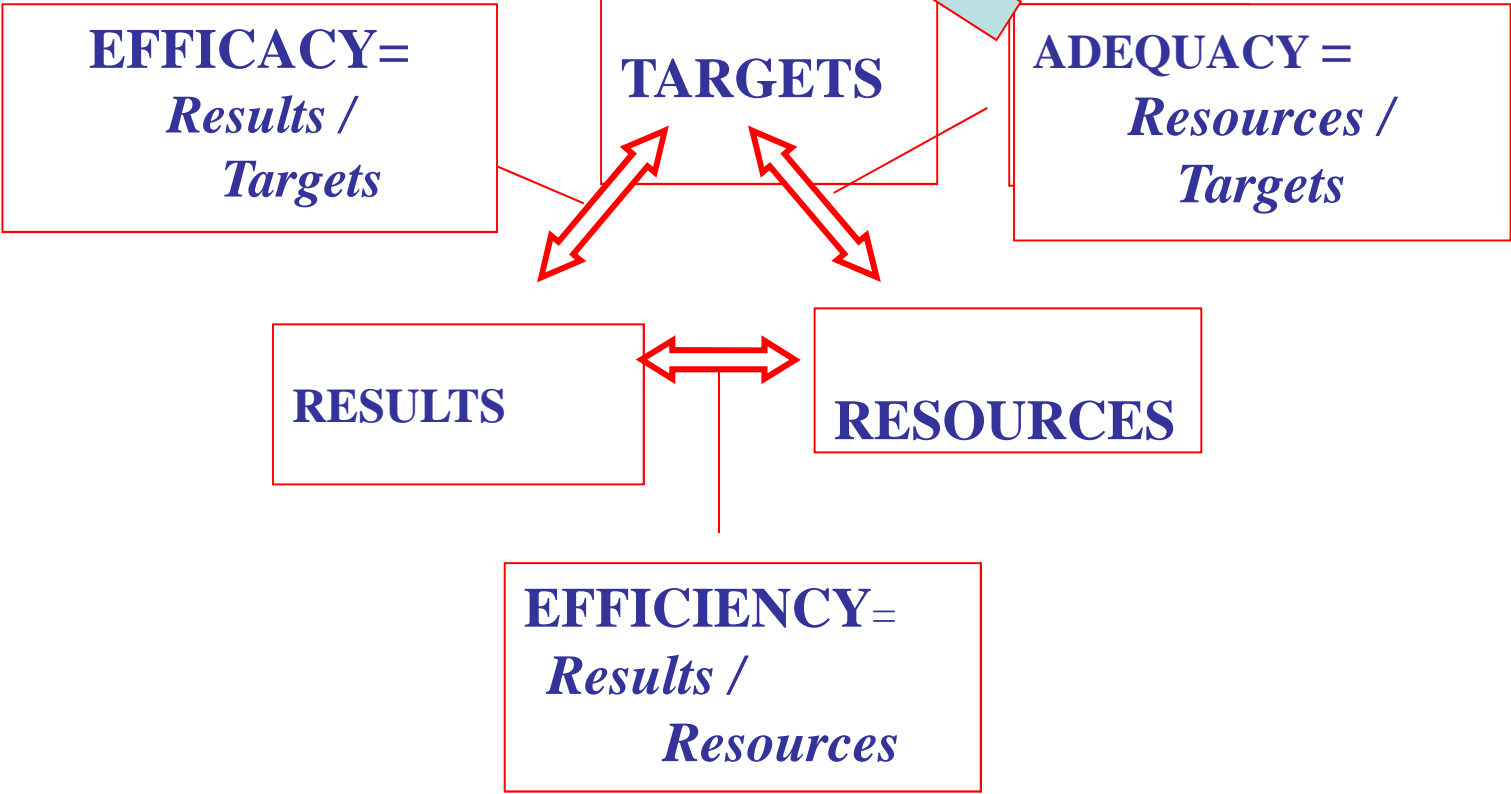 EFFICACY=
Results /
Targets
TARGETS
ADEQUACY =
Resources /
Targets
RESULTS
RESOURCES
EFFICIENCY=
Results /
Resources